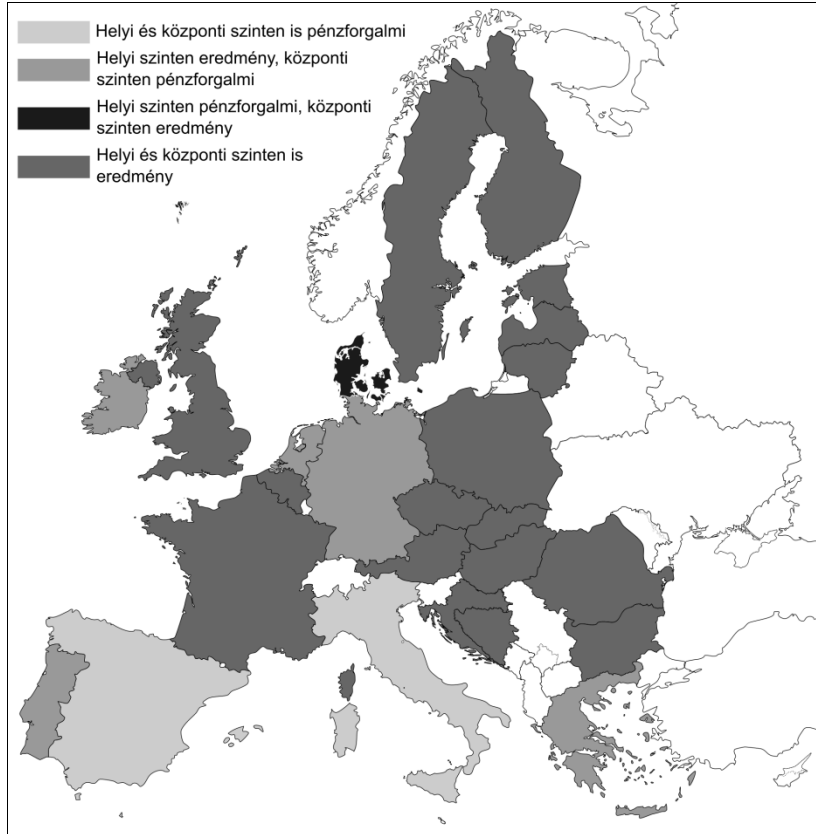 Helyi és központi szinten is pénzforgalmi
Helyi szinten eredmény, központi
szinten pénzforgalmi
Helyi szinten pénzforgalmi, központi
szinten eredmény
Helyi és központi szinten is
eredmény